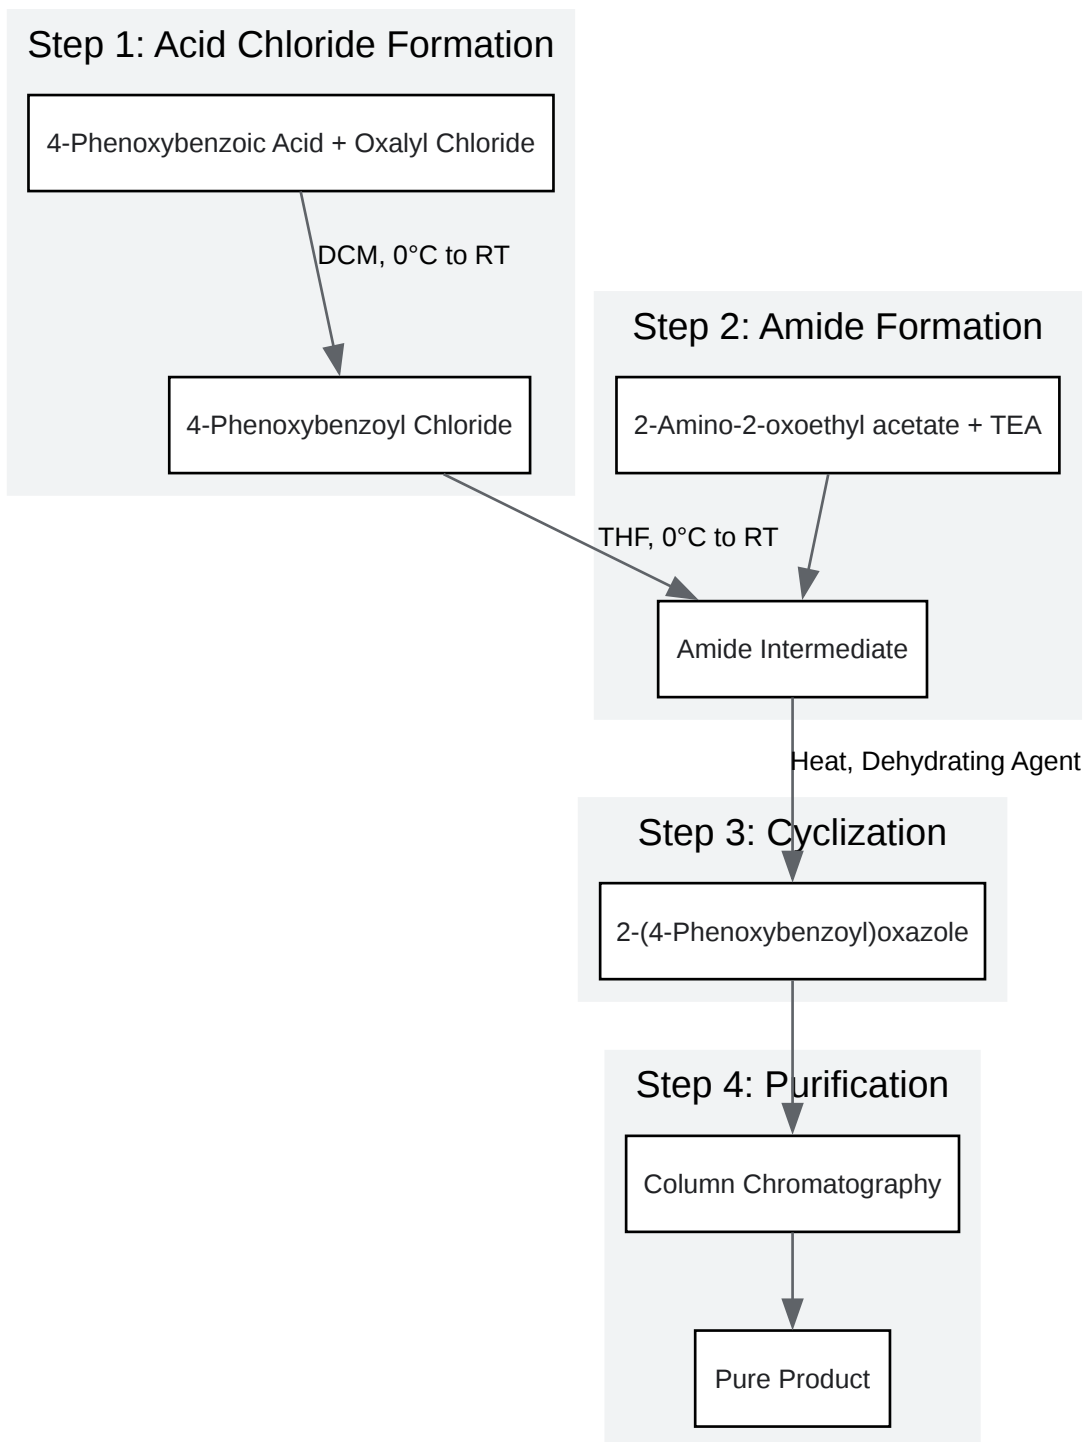 Step 1: Acid Chloride Formation
4-Phenoxybenzoic Acid + Oxalyl Chloride
DCM, 0°C to RT
4-Phenoxybenzoyl Chloride
Step 2: Amide Formation
2-Amino-2-oxoethyl acetate + TEA
THF, 0°C to RT
Amide Intermediate
Heat, Dehydrating Agent
Step 3: Cyclization
2-(4-Phenoxybenzoyl)oxazole
Step 4: Purification
Column Chromatography
Pure Product